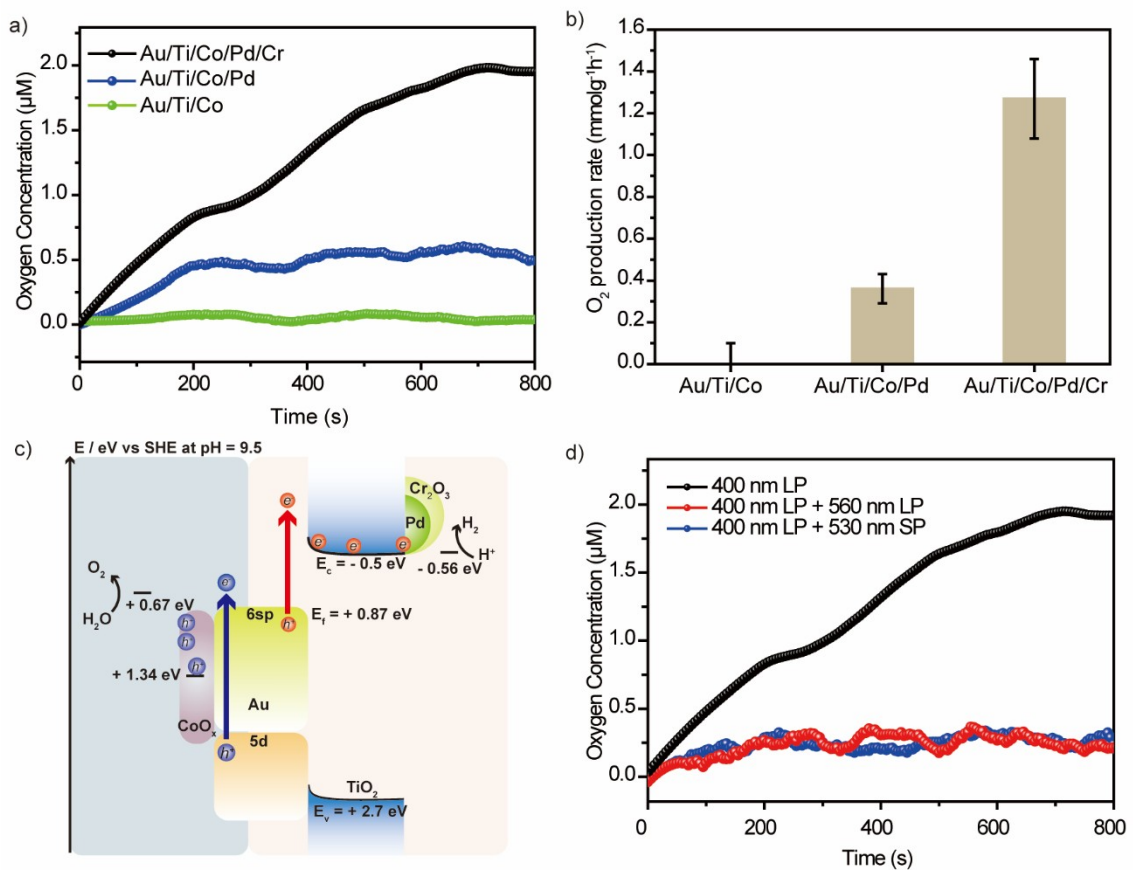 a)
Au/Ti/Co/Pd/Cr
Au/Ti/Co/Pd
Au/Ti/Co
Oxygen Concentration (µM)
2.0
1.5
1.0
0.5
0.0
0
200
400
600
800
Time (s)
b)
O₂ production rate (mmolg⁻¹h⁻¹)
1.6
1.4
1.2
1.0
0.8
0.6
0.4
0.2
0.0
Au/Ti/Co
Au/Ti/Co/Pd
Au/Ti/Co/Pd/Cr
c)
E / eV vs SHE at pH = 9.5
e⁻
Cr₂O₃
Pd
H₂
H⁺
- 0.56 eV
e⁻ e⁻ e⁻
E꜀ = - 0.5 eV
O₂
H₂O
+ 0.67 eV
e⁻
6sp
h⁺
E_f = + 0.87 eV
h⁺
h⁺
h⁺
+ 1.34 eV
Au
CoOₓ
5d
h⁺
TiO₂
Eᵥ = + 2.7 eV
d)
400 nm LP
400 nm LP + 560 nm LP
400 nm LP + 530 nm SP
Oxygen Concentration (µM)
2.0
1.5
1.0
0.5
0.0
0
200
400
600
800
Time (s)